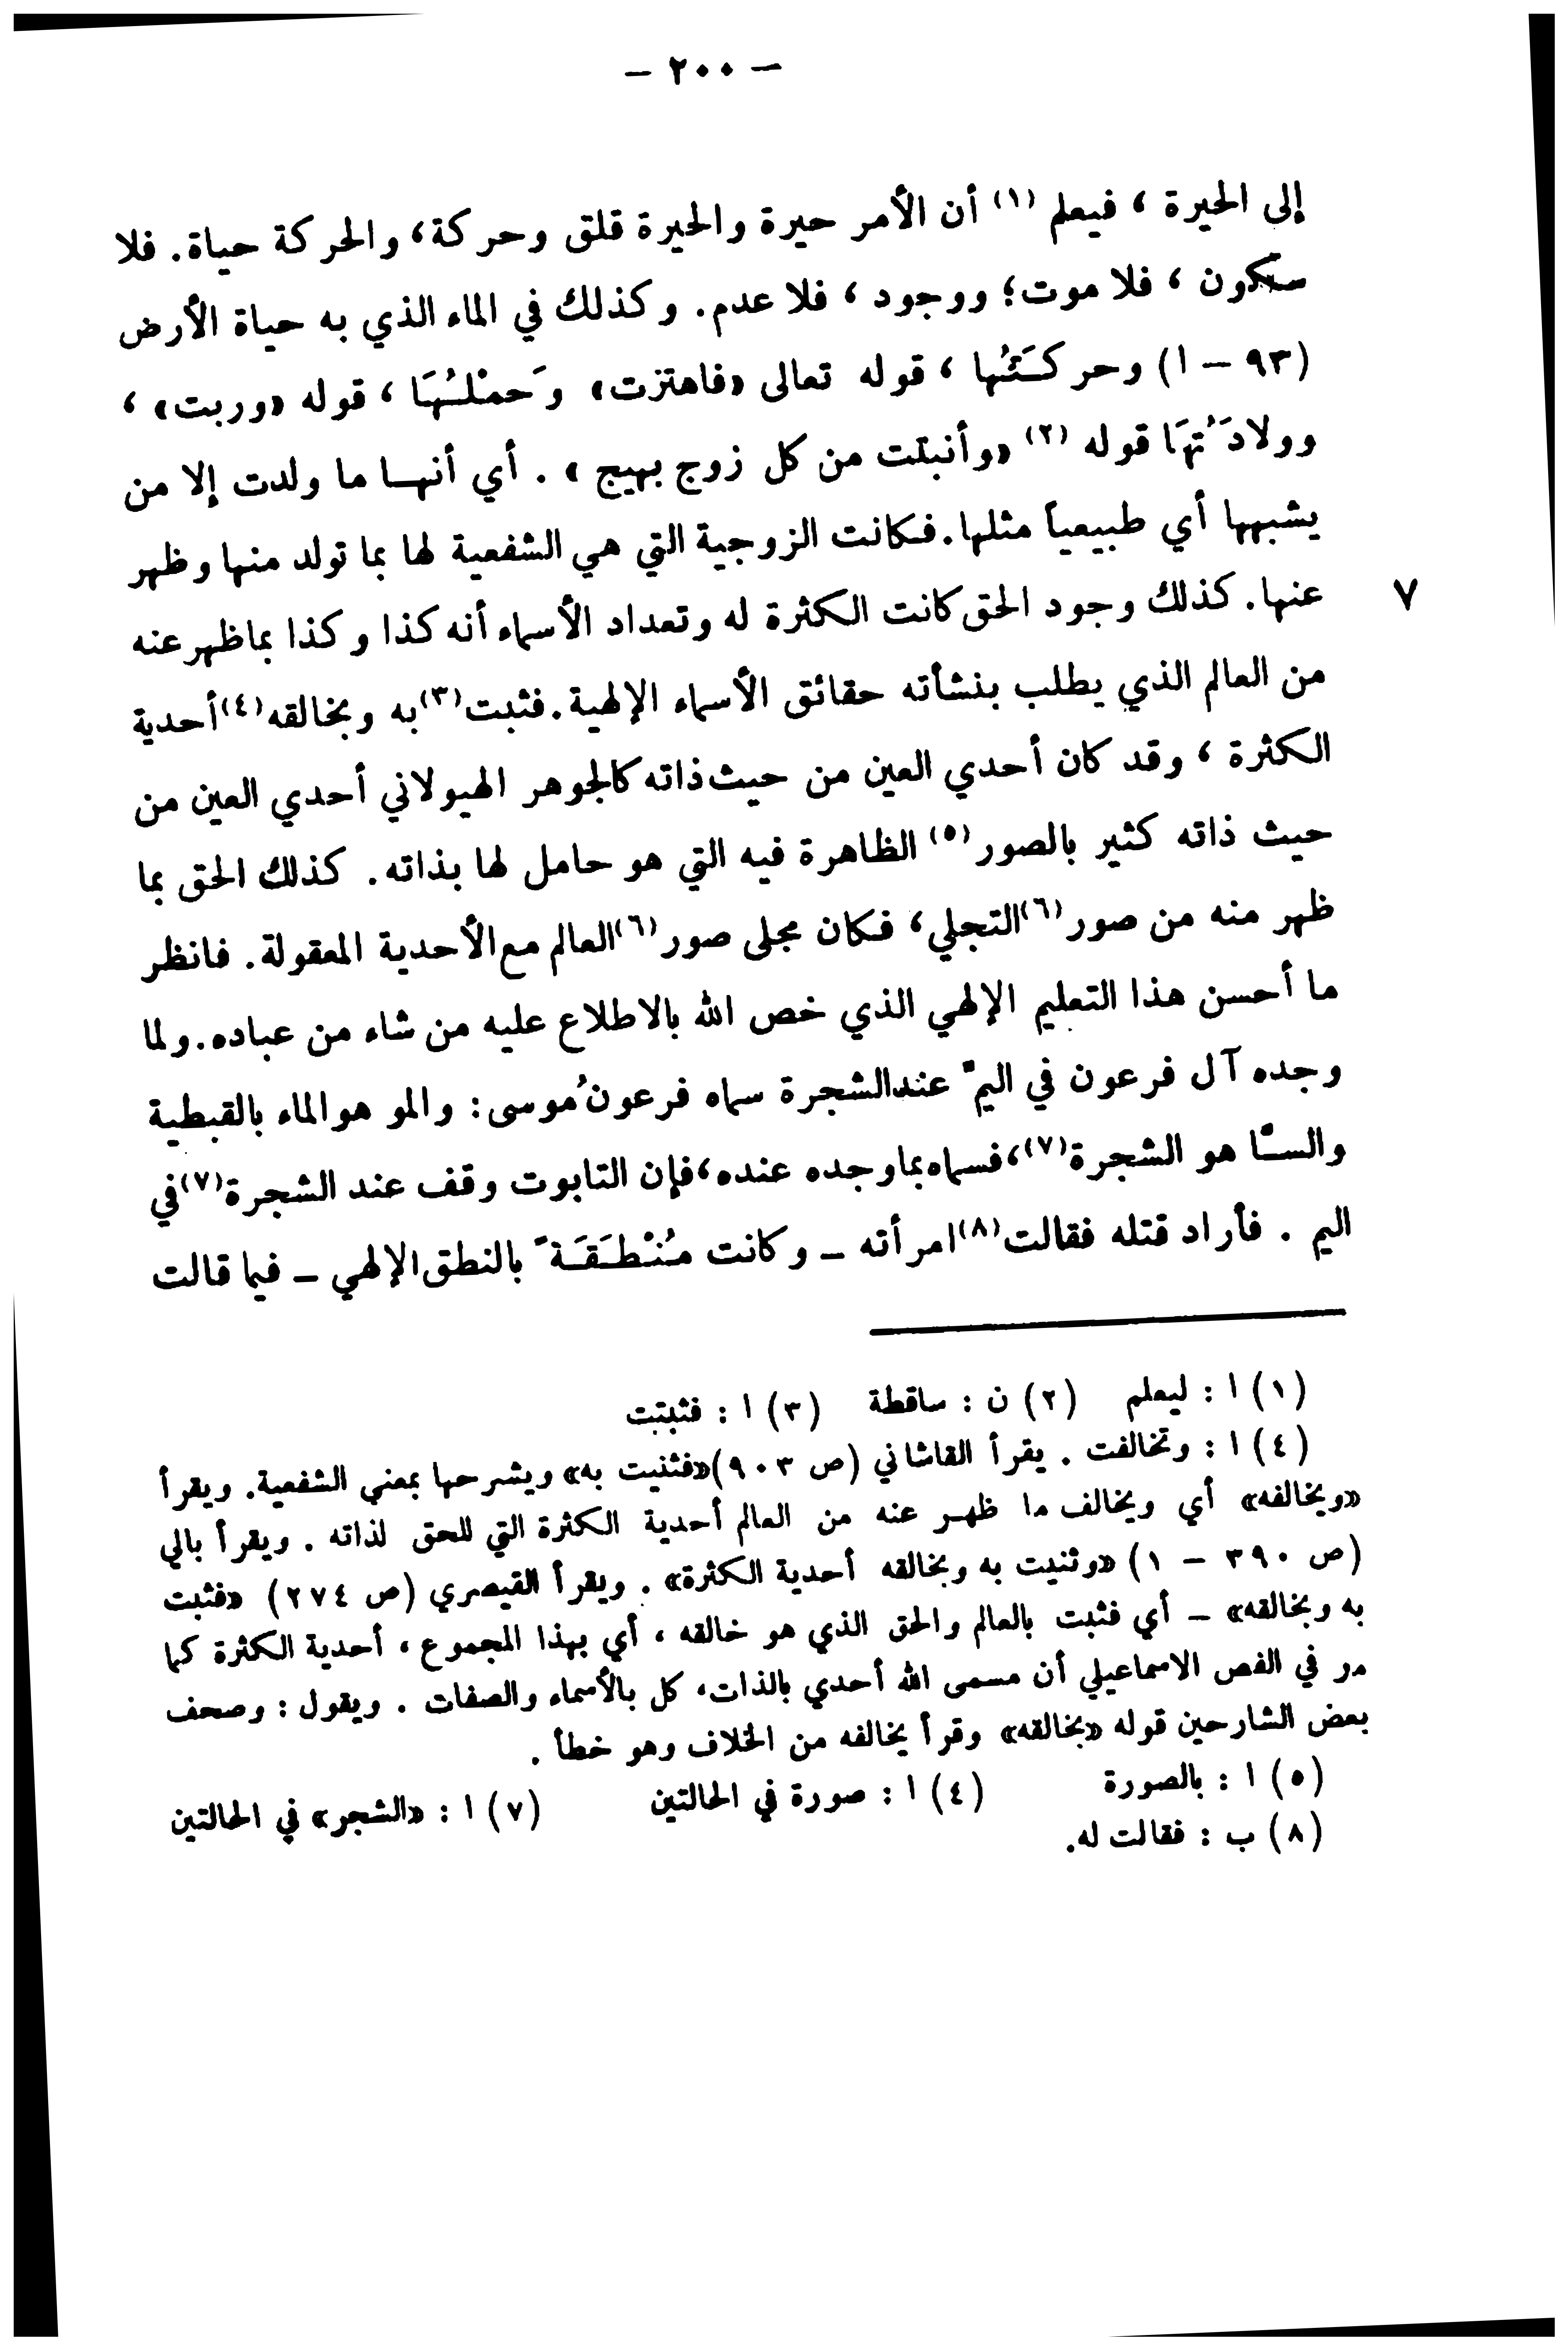 – ٢٠٠ –
إلى الحيرة ، فيعلم (١) أن الأمر حيرة والحيرة قلق وحركة، والحركة حياة. فلا
سكون ، فلا موت؛ ووجود ، فلا عدم. وكذلك في الماء الذي به حياة الأرض
(٩٣ – ا) وحركَتُها ، قوله تعالى «فاهتزت» وَحملُهَا ، قوله «وربت» ،
وولادَتُهَا قوله (٢) «وأنبتت من كل زوج بهيج» . أي أنها ما ولدت إلا من
يشبهها أي طبيعياً مثلها. فكانت الزوجية التي هي الشفعية لها بما تولد منها وظهر
عنها. كذلك وجود الحق كانت الكثرة له وتعداد الأسماء أنه كذا وكذا بما ظهر عنه
٧
من العالم الذي يطلب بنشأته حقائق الأسماء الإلهية. فثبت (٣) به وبخالقه (٤) أحدية
الكثرة ، وقد كان أحدي العين من حيث ذاته كالجوهر الهيولاني أحدي العين من
حيث ذاته كثير بالصور (٥) الظاهرة فيه التي هو حامل لها بذاته. كذلك الحق بما
ظهر منه من صور (٦) التجلي، فكان مجلى صور (٦) العالم مع الأحدية المعقولة. فانظر
ما أحسن هذا التعليم الإلهي الذي خص الله بالاطلاع عليه من شاء من عباده. ولما
وجده آل فرعون في اليمّ عند الشجرة سماه فرعون مُوسى: والمو هو الماء بالقبطية
والسَّا هو الشجرة (٧)، فسماه بما وجده عنده، فإن التابوت وقف عند الشجرة (٧) في
اليم . فأراد قتله فقالت (٨) امرأته – وكانت مُنْطَقَةً بالنطق الإلهي – فيما قالت
(١) ا : ليعلم (٢) ن : ساقطة (٣) ا : فثبتت
(٤) ا : وتخالفت . يقرأ القاشاني (ص ٩٠٣) «فثنيت به» ويشرحها بمعنى الشفعية. ويقرأ
«ويخالفه» أي ويخالف ما ظهر عنه من العالم أحدية الكثرة التي للحق لذاته . ويقرأ بالي
(ص ٣٩٠ – ١) «وثنيت به وبخالقه أحدية الكثرة» . ويقرأ القيصري (ص ٢٧٤) «فثبت
به وبخالقه» – أي فثبت بالعالم والحق الذي هو خالقه ، أي بهذا المجموع ، أحدية الكثرة كما
مر في الفص الاسماعيلي أن مسمى الله أحدي بالذات، كل بالأسماء والصفات . ويقول : وصحف
بعض الشارحين قوله «بخالقه» وقرأ يخالفه من الخلاف وهو خطأ .
(٥) ا : بالصورة (٤) ا : صورة في الحالتين (٧) ا : «الشجر» في الحالتين
(٨) ب : فقالت له.